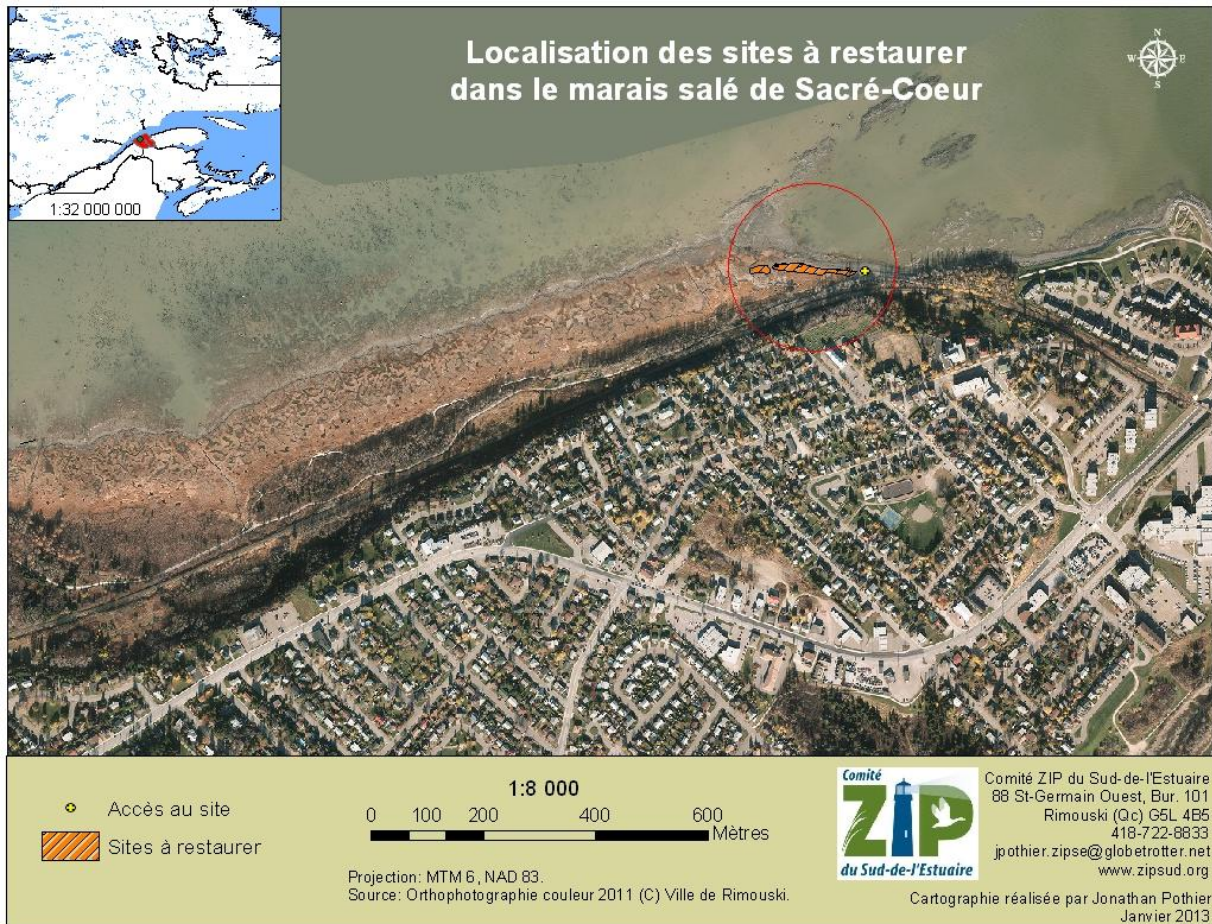 Localisation des sites à restaurer
dans le marais salé de Sacré-Coeur
N
W E
S
1:32 000 000
Accès au site
Sites à restaurer
1:8 000
0 100 200 400 600
Mètres
Projection: MTM 6, NAD 83.
Source: Orthophotographie couleur 2011 (C) Ville de Rimouski.
Comité
ZIP
du Sud-de-l'Estuaire
Comité ZIP du Sud-de-l'Estuaire
88 St-Germain Ouest, Bur. 101
Rimouski (Qc) G5L 4B5
418-722-8833
jpothier.zipse@globetrotter.net
www.zipsud.org
Cartographie réalisée par Jonathan Pothier
Janvier 2013